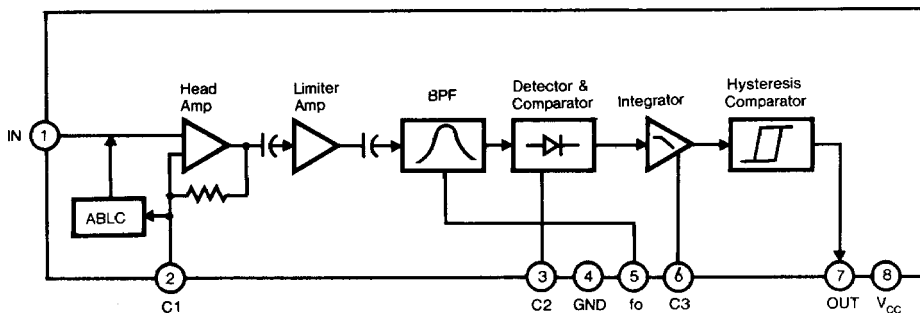 Head
Amp
Limiter
Amp
BPF
Detector &
Comparator
Integrator
Hysteresis
Comparator
IN 1
ABLC
2 3 4 5 6 7 8
C1 C2 GND fo C3 OUT VCC